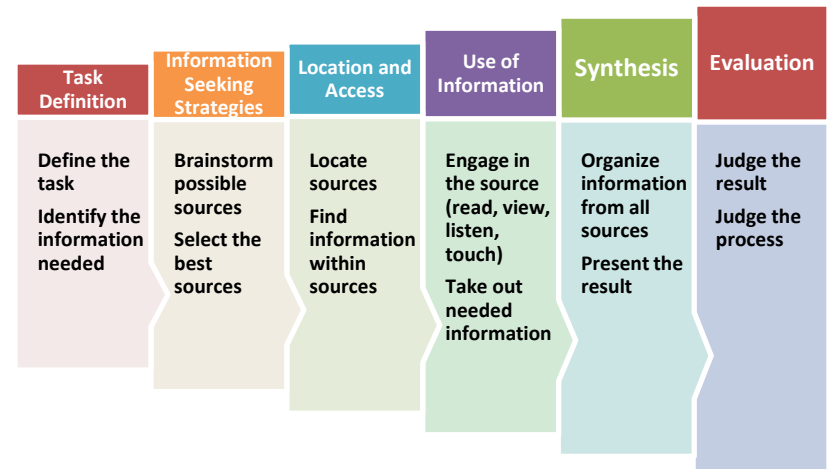 Task
Definition
Define the
task
Identify the
information
needed
Information
Seeking
Strategies
Brainstorm
possible
sources
Select the
best
sources
Location and
Access
Locate
sources
Find
information
within
sources
Use of
Information
Engage in
the source
(read, view,
listen,
touch)
Take out
needed
information
Synthesis
Organize
information
from all
sources
Present the
result
Evaluation
Judge the
result
Judge the
process